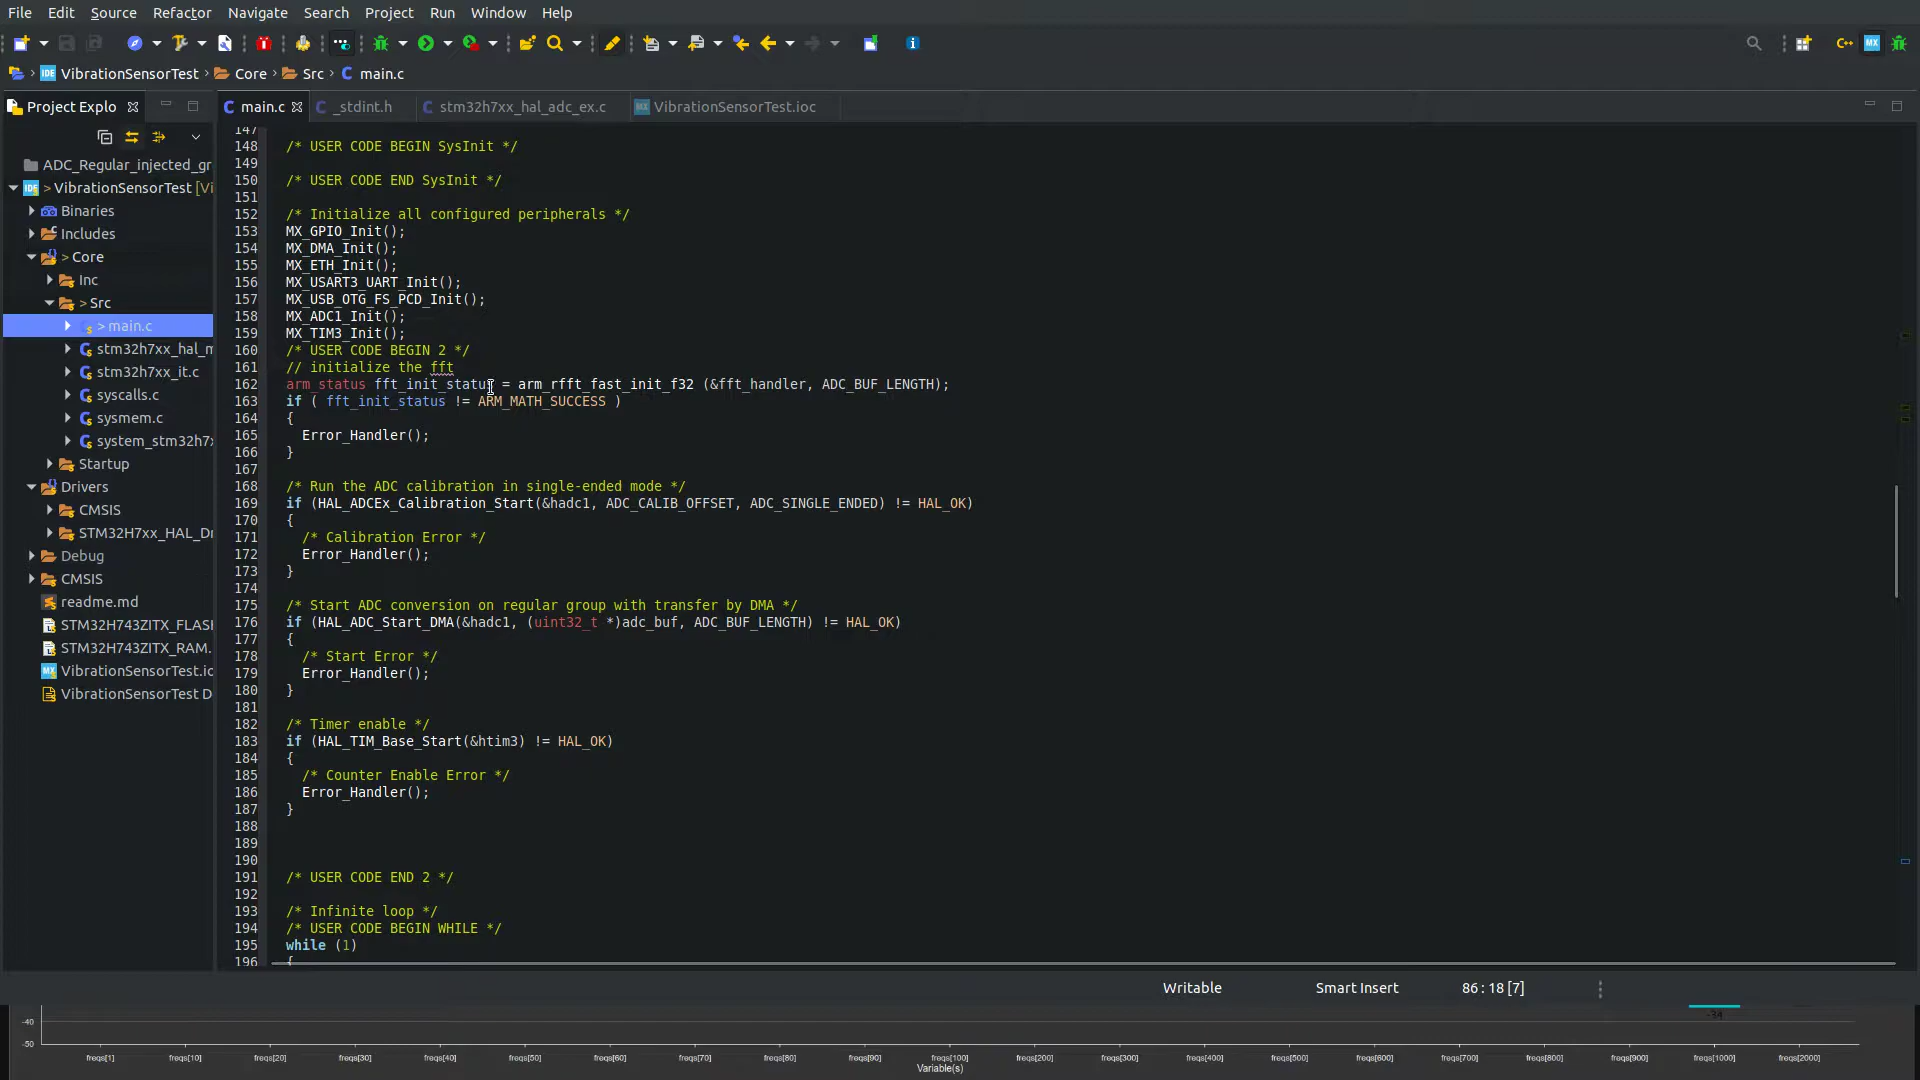 File Edit Source Refactor Navigate Search Project Run Window Help
VibrationSensorTest Core Src main.c
Project Explo
main.c _stdint.h stm32h7xx_hal_adc_ex.c VibrationSensorTest.ioc
ADC_Regular_injected_gr
> VibrationSensorTest [Vi
Binaries
Includes
> Core
Inc
> Src
> main.c
stm32h7xx_hal_m
stm32h7xx_it.c
syscalls.c
sysmem.c
system_stm32h7x
Startup
Drivers
CMSIS
STM32H7xx_HAL_Dr
Debug
CMSIS
readme.md
STM32H743ZITX_FLASH
STM32H743ZITX_RAM.
VibrationSensorTest.io
VibrationSensorTest D
147
148 /* USER CODE BEGIN SysInit */
149
150 /* USER CODE END SysInit */
151
152 /* Initialize all configured peripherals */
153 MX_GPIO_Init();
154 MX_DMA_Init();
155 MX_ETH_Init();
156 MX_USART3_UART_Init();
157 MX_USB_OTG_FS_PCD_Init();
158 MX_ADC1_Init();
159 MX_TIM3_Init();
160 /* USER CODE BEGIN 2 */
161 // initialize the fft
162 arm_status fft_init_status = arm_rfft_fast_init_f32 (&fft_handler, ADC_BUF_LENGTH);
163 if ( fft_init_status != ARM_MATH_SUCCESS )
164 {
165 Error_Handler();
166 }
167
168 /* Run the ADC calibration in single-ended mode */
169 if (HAL_ADCEx_Calibration_Start(&hadc1, ADC_CALIB_OFFSET, ADC_SINGLE_ENDED) != HAL_OK)
170 {
171 /* Calibration Error */
172 Error_Handler();
173 }
174
175 /* Start ADC conversion on regular group with transfer by DMA */
176 if (HAL_ADC_Start_DMA(&hadc1, (uint32_t *)adc_buf, ADC_BUF_LENGTH) != HAL_OK)
177 {
178 /* Start Error */
179 Error_Handler();
180 }
181
182 /* Timer enable */
183 if (HAL_TIM_Base_Start(&htim3) != HAL_OK)
184 {
185 /* Counter Enable Error */
186 Error_Handler();
187 }
188
189
190
191 /* USER CODE END 2 */
192
193 /* Infinite loop */
194 /* USER CODE BEGIN WHILE */
195 while (1)
196 {
Writable Smart Insert 86 : 18 [7]
-34
-40
-50
freqs[1] freqs[10] freqs[20] freqs[30] freqs[40] freqs[50] freqs[60] freqs[70] freqs[80] freqs[90] freqs[100] freqs[200] freqs[300] freqs[400] freqs[500] freqs[600] freqs[700] freqs[800] freqs[900] freqs[1000] freqs[2000]
Variable(s)